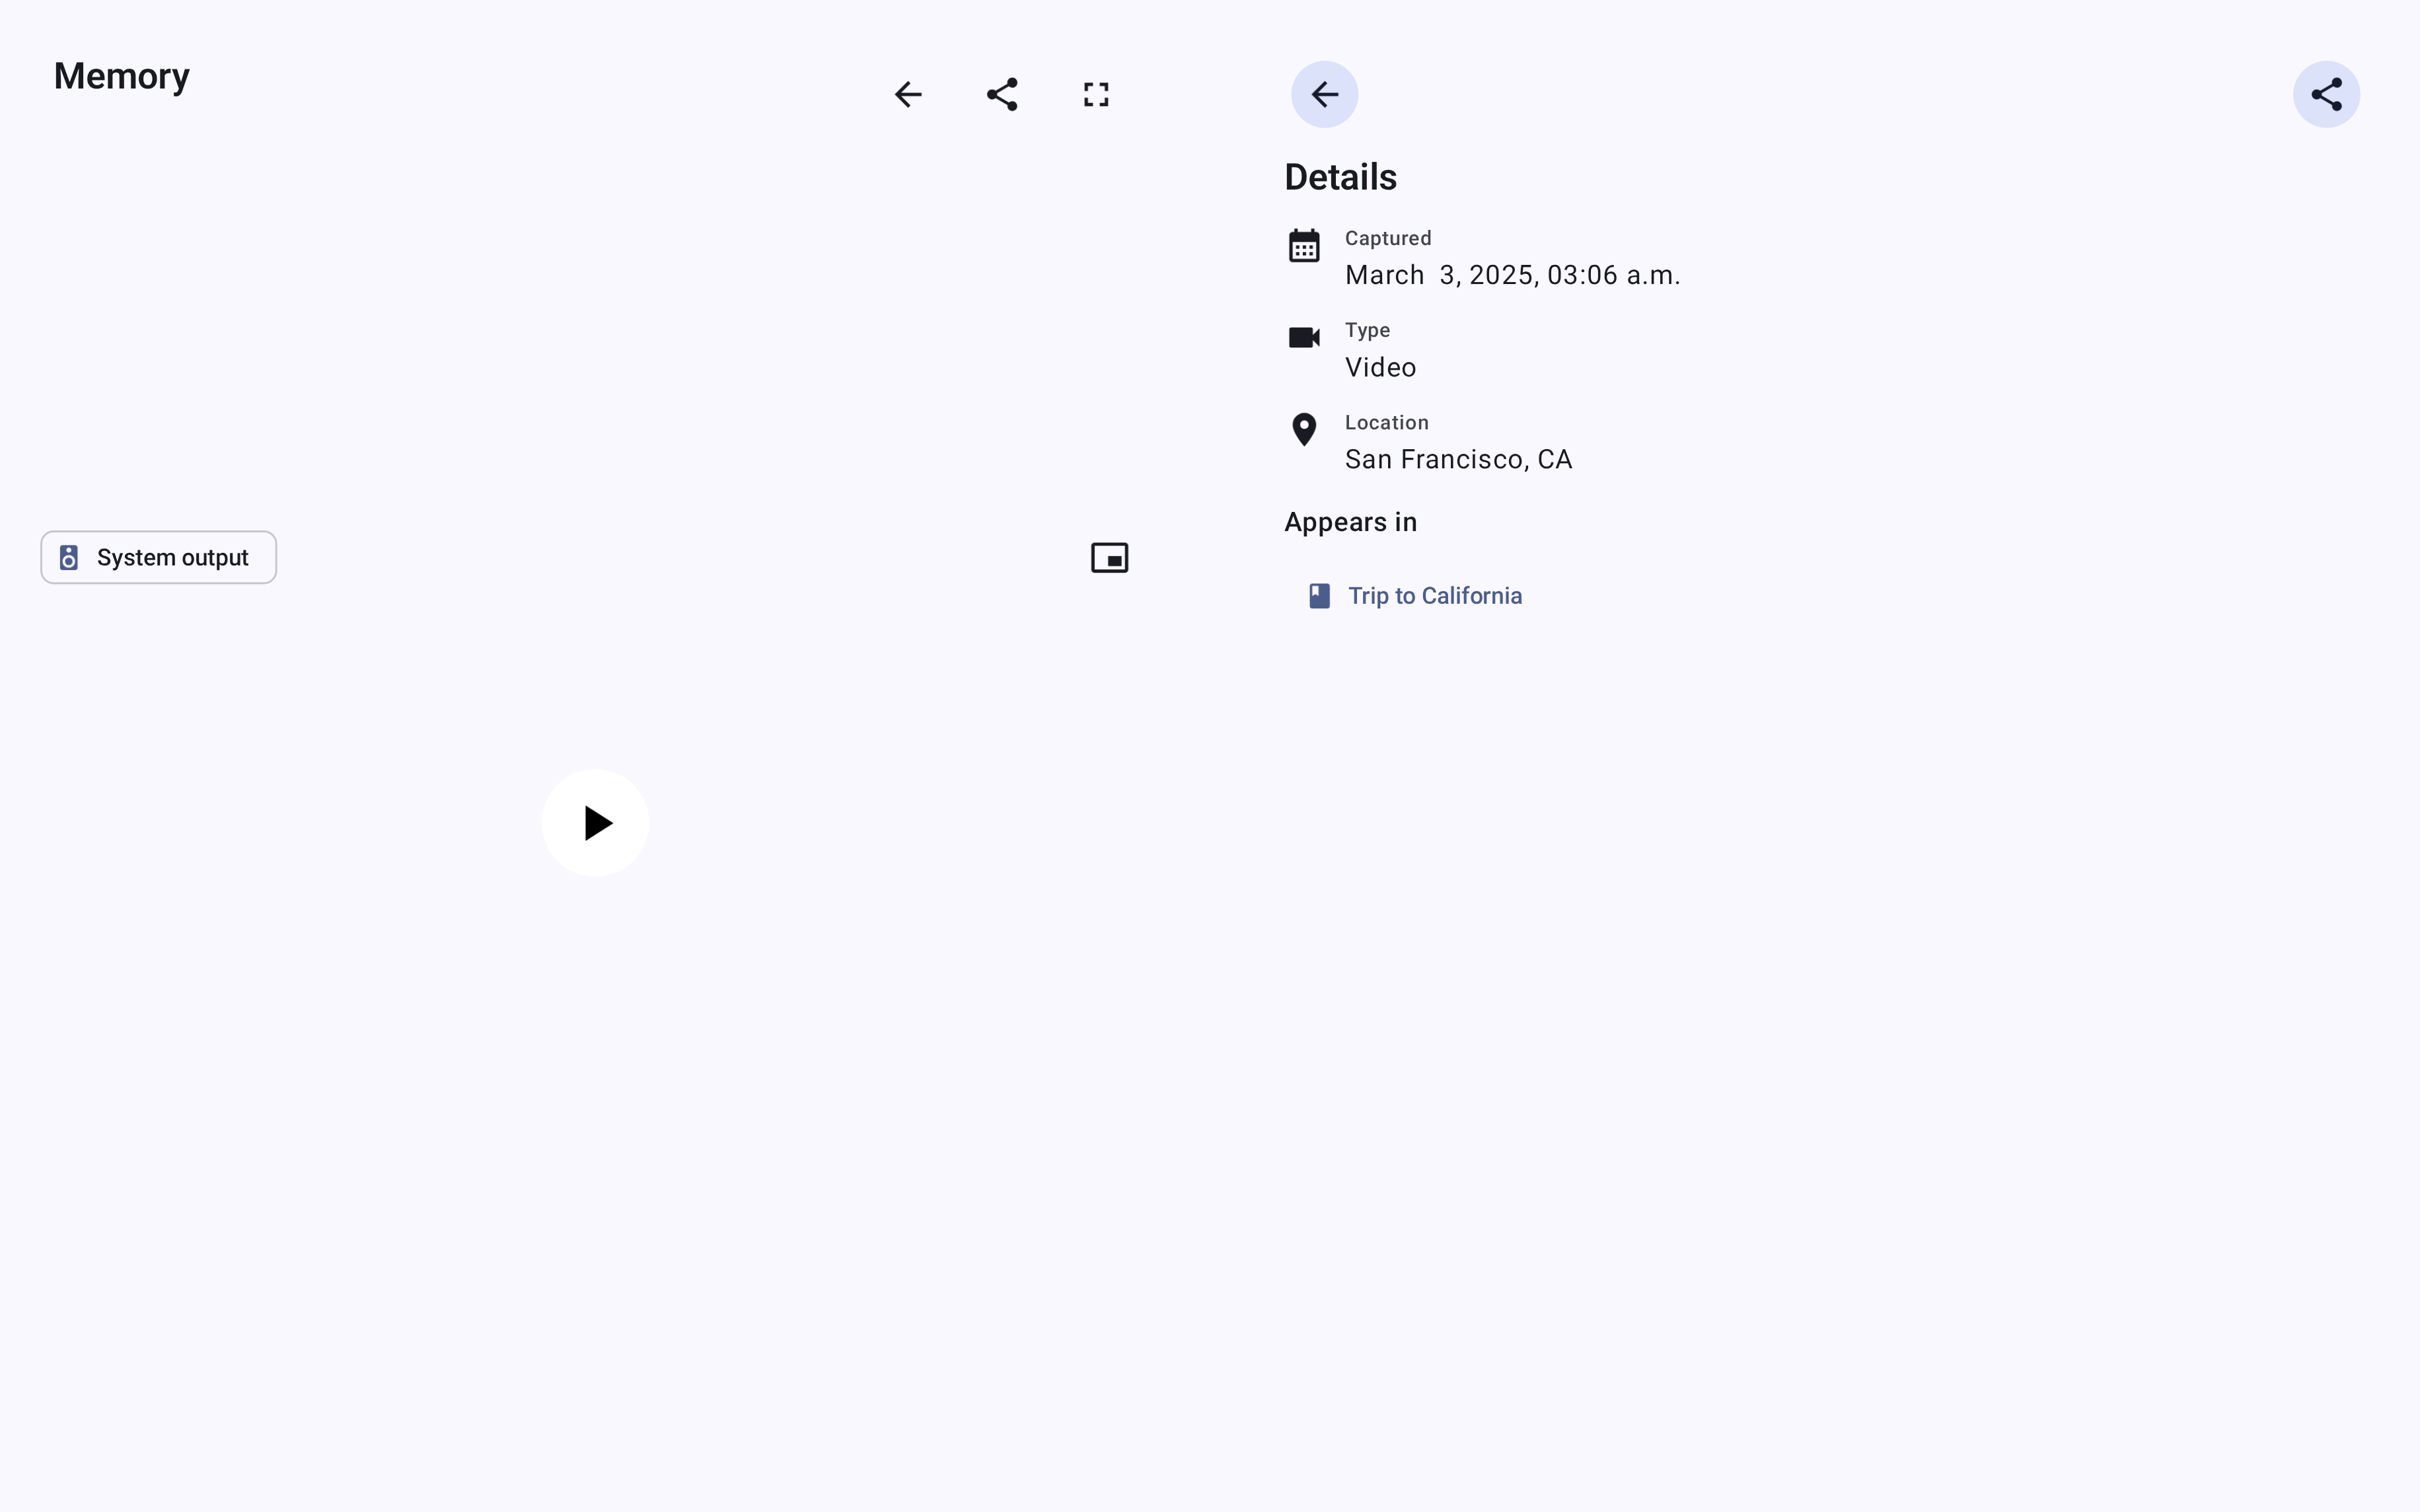 Memory
System output
Details
Captured
March  3, 2025, 03:06 a.m.
Type
Video
Location
San Francisco, CA
Appears in
Trip to California